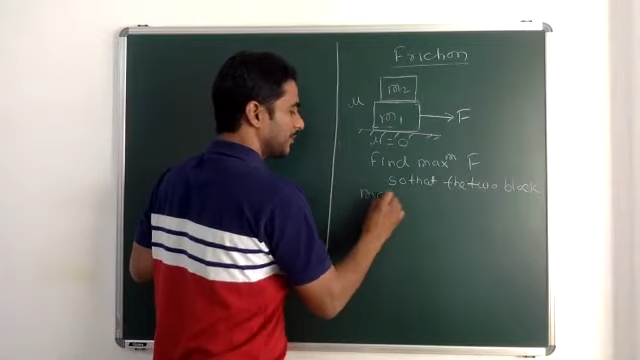 Friction
m2
μ
m1
F
μ = 0
Find maxᵐ F
so that the two block